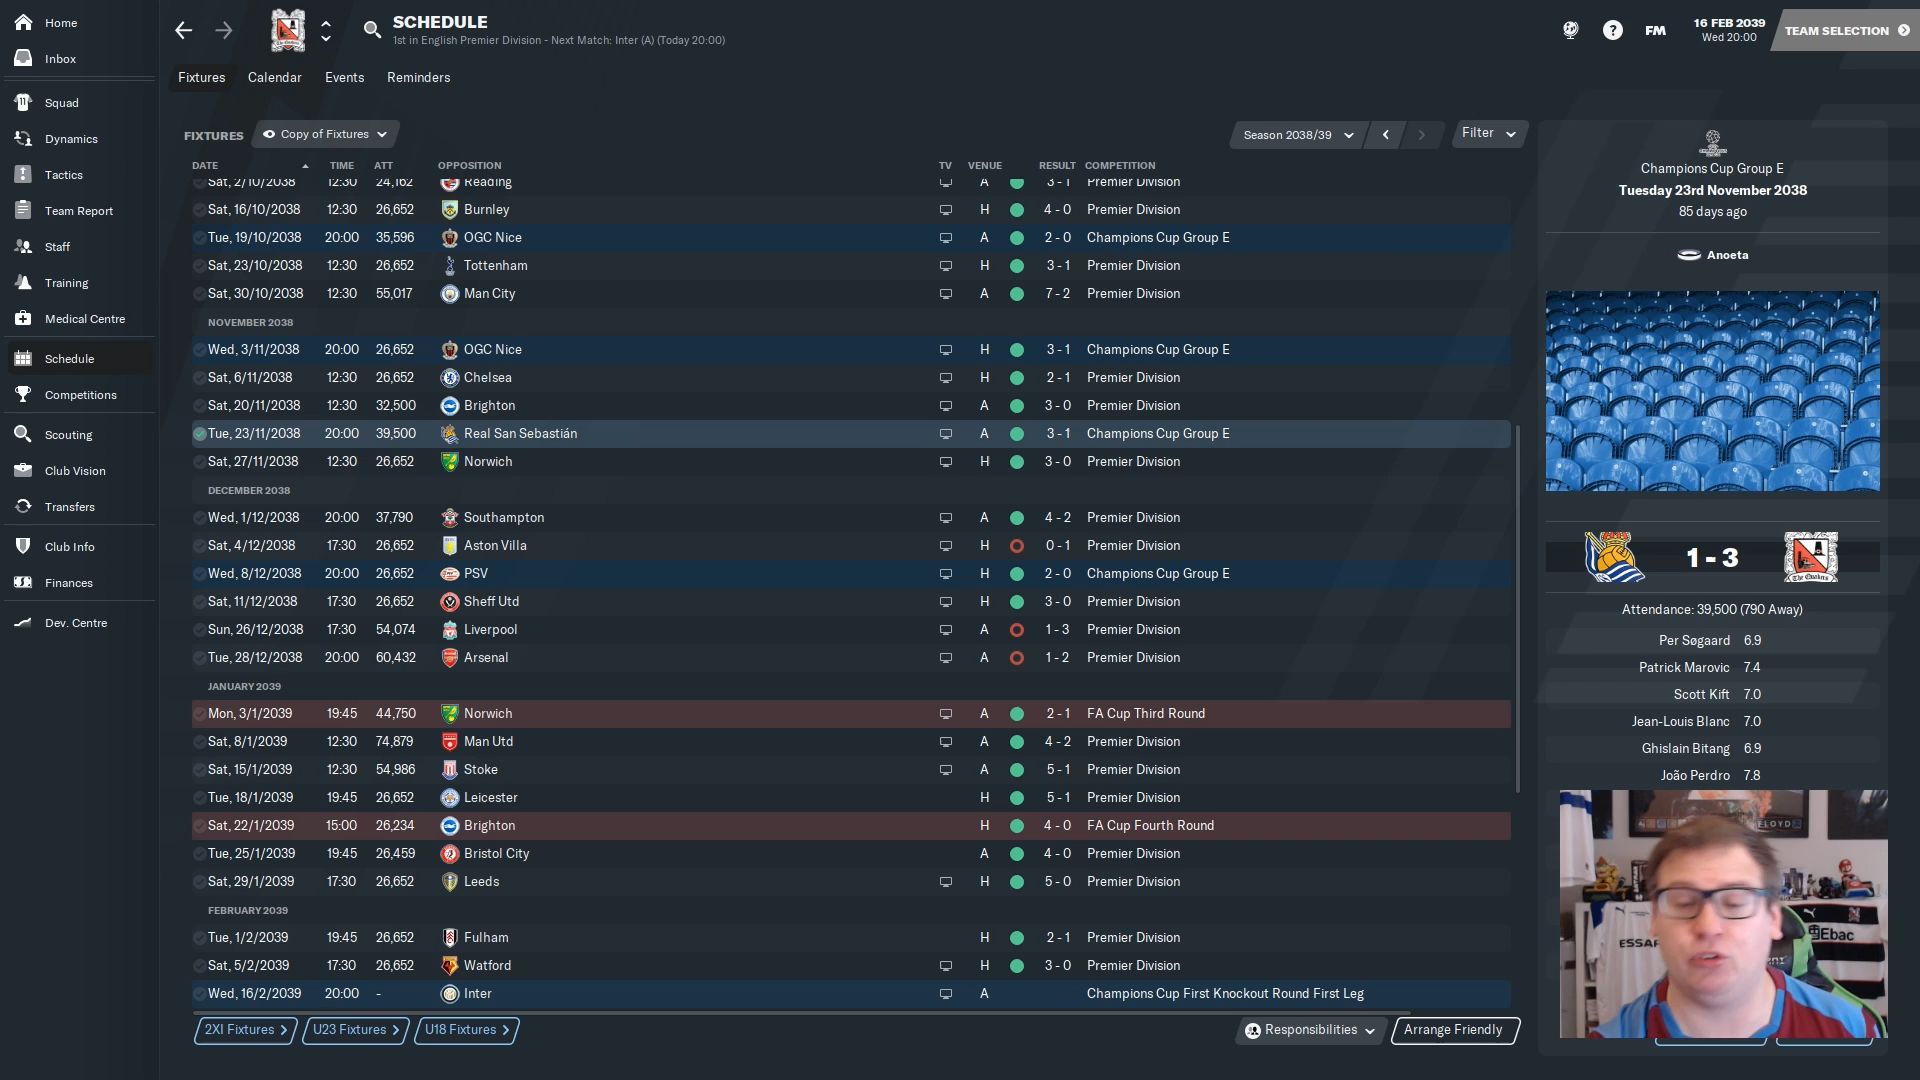 Home
Inbox
Squad
Dynamics
Tactics
Team Report
Staff
Training
Medical Centre
Schedule
Competitions
Scouting
Club Vision
Transfers
Club Info
Finances
Dev. Centre
SCHEDULE
1st in English Premier Division - Next Match: Inter (A) (Today 20:00)
FM
16 FEB 2039
Wed 20:00
TEAM SELECTION
Fixtures Calendar Events Reminders
FIXTURES Copy of Fixtures Season 2038/39 Filter
DATE TIME ATT OPPOSITION TV VENUE RESULT COMPETITION
Sat, 2/10/2038 12:30 24,162 Reading A 3 - 1 Premier Division
Sat, 16/10/2038 12:30 26,652 Burnley H 4 - 0 Premier Division
Tue, 19/10/2038 20:00 35,596 OGC Nice A 2 - 0 Champions Cup Group E
Sat, 23/10/2038 12:30 26,652 Tottenham H 3 - 1 Premier Division
Sat, 30/10/2038 12:30 55,017 Man City A 7 - 2 Premier Division
NOVEMBER 2038
Wed, 3/11/2038 20:00 26,652 OGC Nice H 3 - 1 Champions Cup Group E
Sat, 6/11/2038 12:30 26,652 Chelsea H 2 - 1 Premier Division
Sat, 20/11/2038 12:30 32,500 Brighton A 3 - 0 Premier Division
Tue, 23/11/2038 20:00 39,500 Real San Sebastián A 3 - 1 Champions Cup Group E
Sat, 27/11/2038 12:30 26,652 Norwich H 3 - 0 Premier Division
DECEMBER 2038
Wed, 1/12/2038 20:00 37,790 Southampton A 4 - 2 Premier Division
Sat, 4/12/2038 17:30 26,652 Aston Villa H 0 - 1 Premier Division
Wed, 8/12/2038 20:00 26,652 PSV H 2 - 0 Champions Cup Group E
Sat, 11/12/2038 17:30 26,652 Sheff Utd H 3 - 0 Premier Division
Sun, 26/12/2038 17:30 54,074 Liverpool A 1 - 3 Premier Division
Tue, 28/12/2038 20:00 60,432 Arsenal A 1 - 2 Premier Division
JANUARY 2039
Mon, 3/1/2039 19:45 44,750 Norwich A 2 - 1 FA Cup Third Round
Sat, 8/1/2039 12:30 74,879 Man Utd A 4 - 2 Premier Division
Sat, 15/1/2039 12:30 54,986 Stoke A 5 - 1 Premier Division
Tue, 18/1/2039 19:45 26,652 Leicester H 5 - 1 Premier Division
Sat, 22/1/2039 15:00 26,234 Brighton H 4 - 0 FA Cup Fourth Round
Tue, 25/1/2039 19:45 26,459 Bristol City A 4 - 0 Premier Division
Sat, 29/1/2039 17:30 26,652 Leeds H 5 - 0 Premier Division
FEBRUARY 2039
Tue, 1/2/2039 19:45 26,652 Fulham H 2 - 1 Premier Division
Sat, 5/2/2039 17:30 26,652 Watford H 3 - 0 Premier Division
Wed, 16/2/2039 20:00 - Inter A Champions Cup First Knockout Round First Leg
2XI Fixtures U23 Fixtures U18 Fixtures Responsibilities Arrange Friendly
Champions Cup Group E
Tuesday 23rd November 2038
85 days ago
Anoeta
1 - 3
The Quakers
Attendance: 39,500 (790 Away)
Per Søgaard 6.9
Patrick Marovic 7.4
Scott Kift 7.0
Jean-Louis Blanc 7.0
Ghislain Bitang 6.9
João Perdro 7.8
FLOYD
ESSAR
Ebac